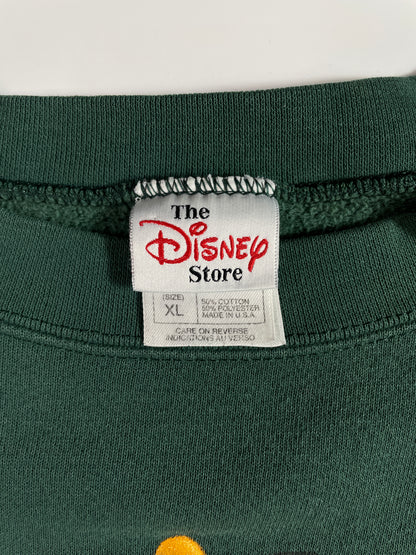 The
Disney
Store
(SIZE)
XL
50% COTTON
50% POLYESTER
MADE IN U.S.A.
CARE ON REVERSE
INDICATIONS AU VERSO